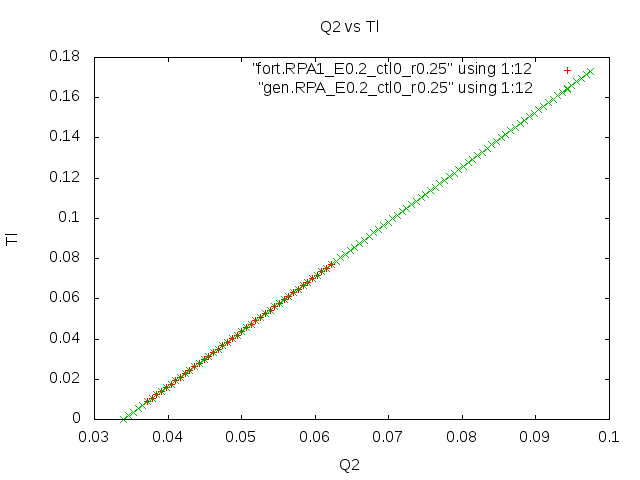 Q2 vs Tl
"fort.RPA1_E0.2_ctl0_r0.25" using 1:12
"gen.RPA_E0.2_ctl0_r0.25" using 1:12
0.18
0.16
0.14
0.12
0.1
0.08
0.06
0.04
0.02
0
Tl
0.03 0.04 0.05 0.06 0.07 0.08 0.09 0.1
Q2